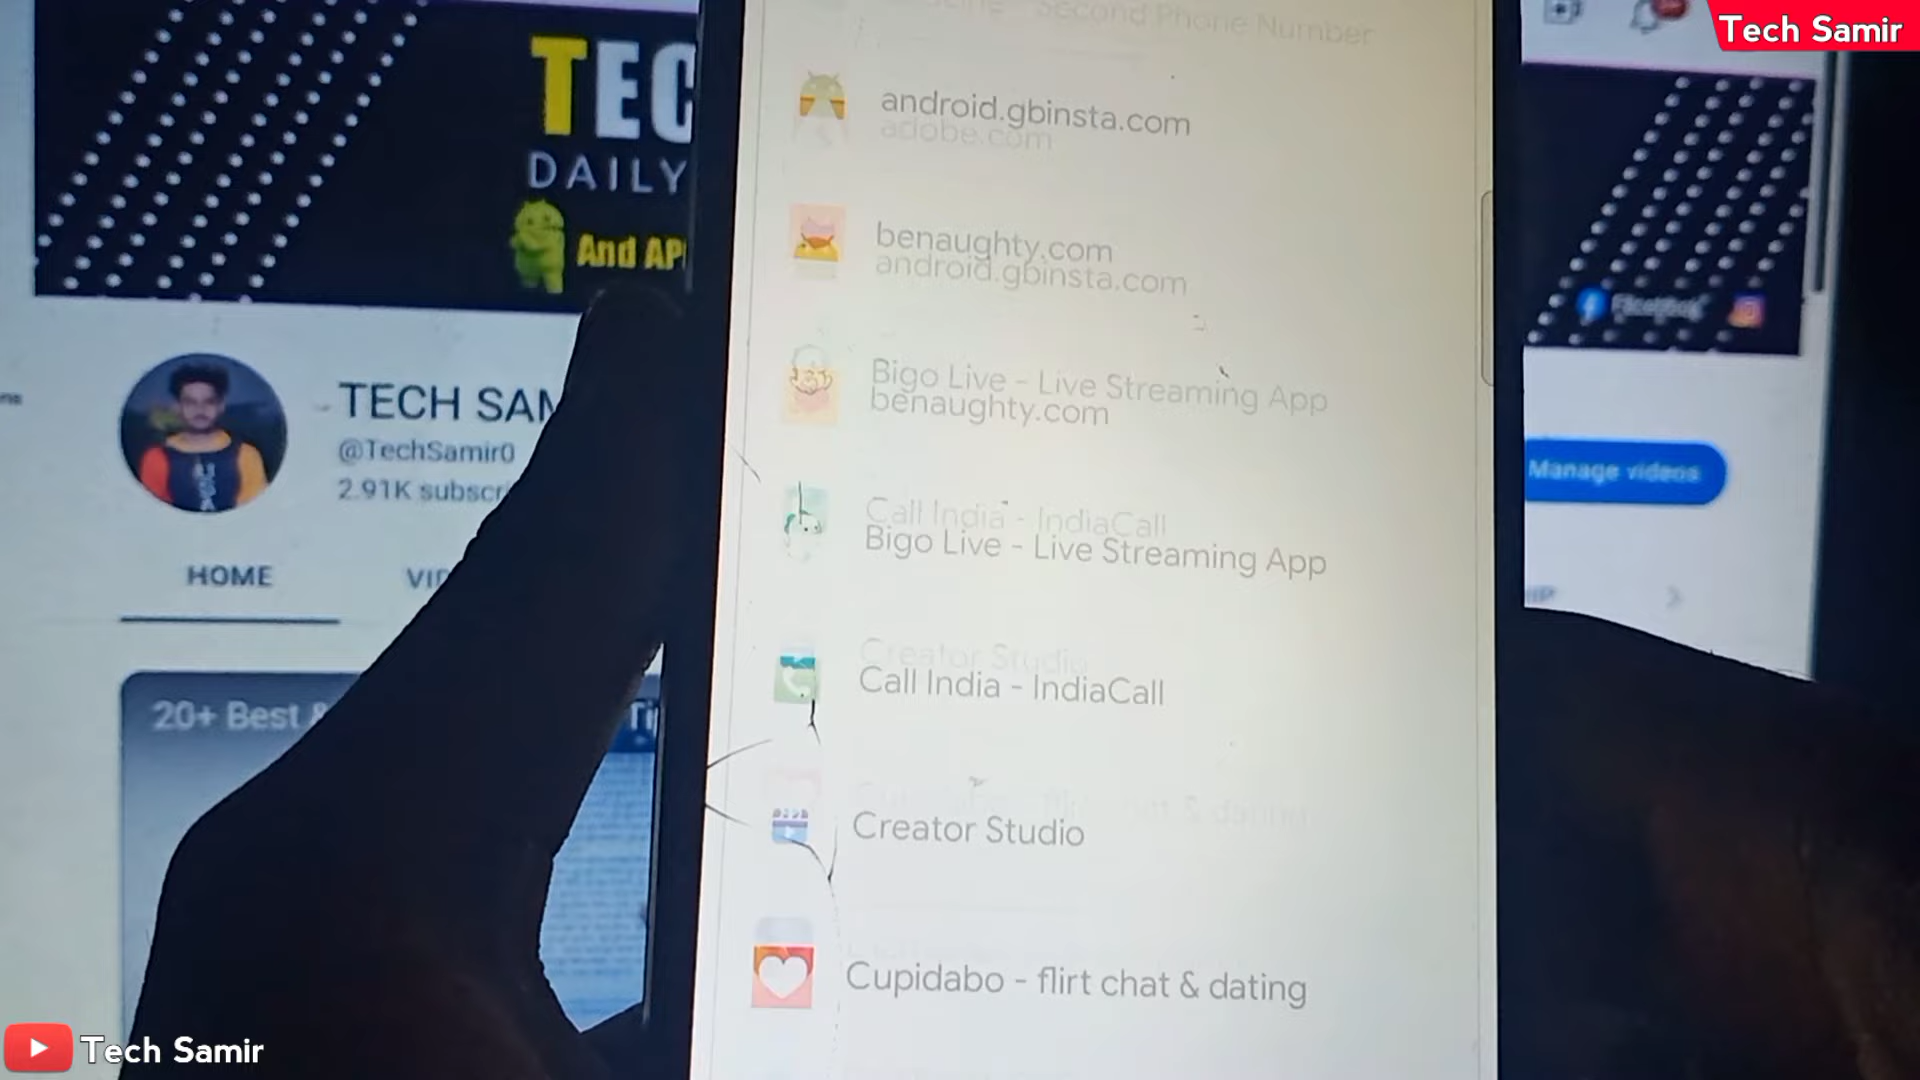 Tech Samir
TEC
DAILY
And AP
Facebook
TECH SAM
@TechSamir0
2.91K subscr
HOME
VID
20+ Best
Ti
Manage videos
Second Phone Number
android.gbinsta.com
adobe.com
benaughty.com
android.gbinsta.com
Bigo Live - Live Streaming App
benaughty.com
Call India - IndiaCall
Bigo Live - Live Streaming App
Creator Studio
Call India - IndiaCall
Creator Studio
Cupidabo - flirt chat & dating
Tech Samir